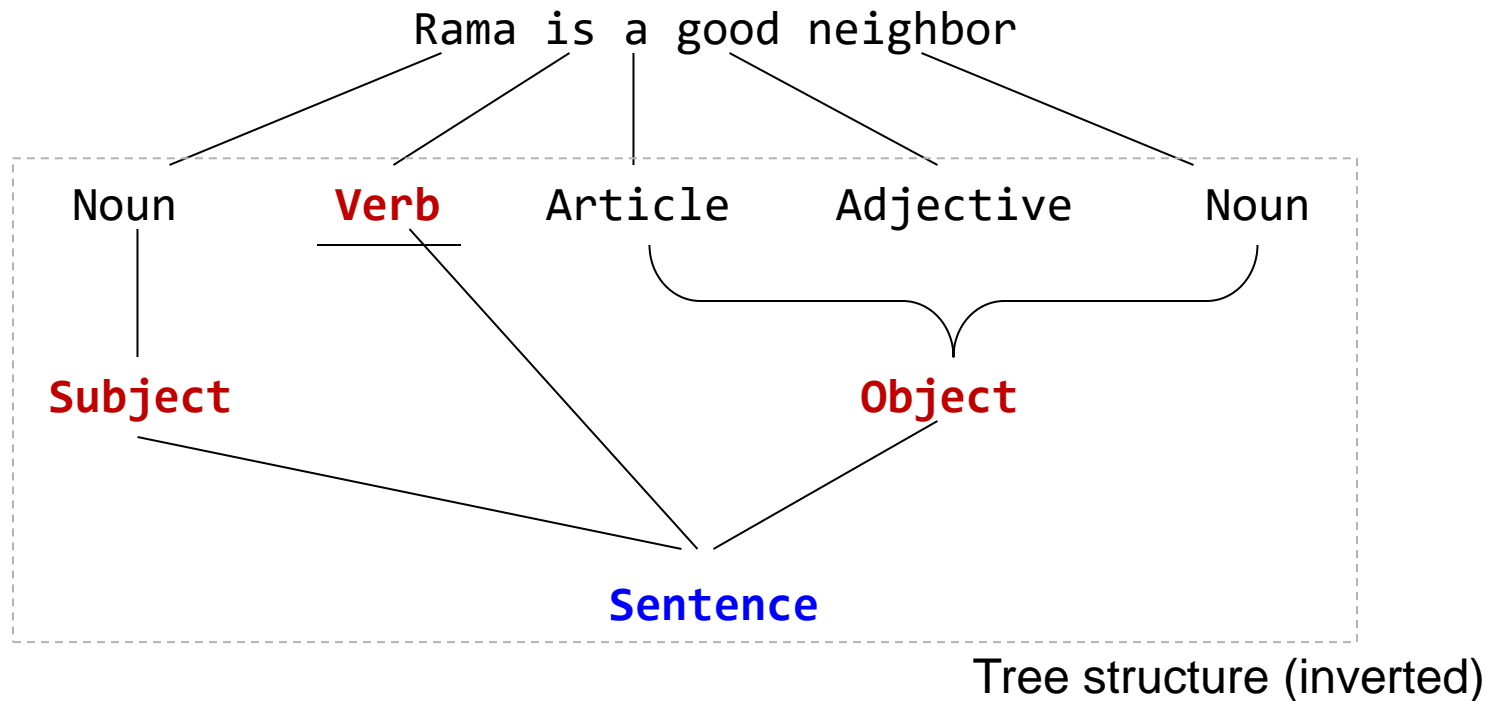 Rama is a good neighbor
Noun Verb Article Adjective Noun
Subject Object
Sentence
Tree structure (inverted)